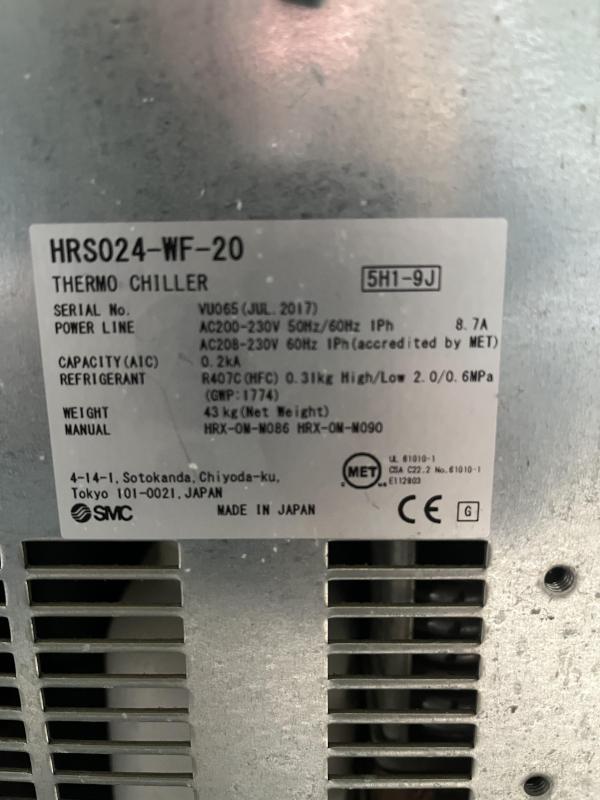 HRS024-WF-20
THERMO CHILLER 5H1-9J
SERIAL No. VU065(JUL.2017)
POWER LINE AC200-230V 50Hz/60Hz 1Ph 8.7A
AC208-230V 60Hz 1Ph(accredited by MET)
CAPACITY(AIC) 0.2kA
REFRIGERANT R407C(HFC) 0.31kg High/Low 2.0/0.6MPa
(GWP:1774)
WEIGHT 43kg(Net Weight)
MANUAL HRX-OM-M086 HRX-OM-M090
4-14-1, Sotokanda, Chiyoda-ku,
Tokyo 101-0021, JAPAN
SMC MADE IN JAPAN
MET
C US
UL 61010-1
CSA C22.2 No.61010-1
E112803
CE G